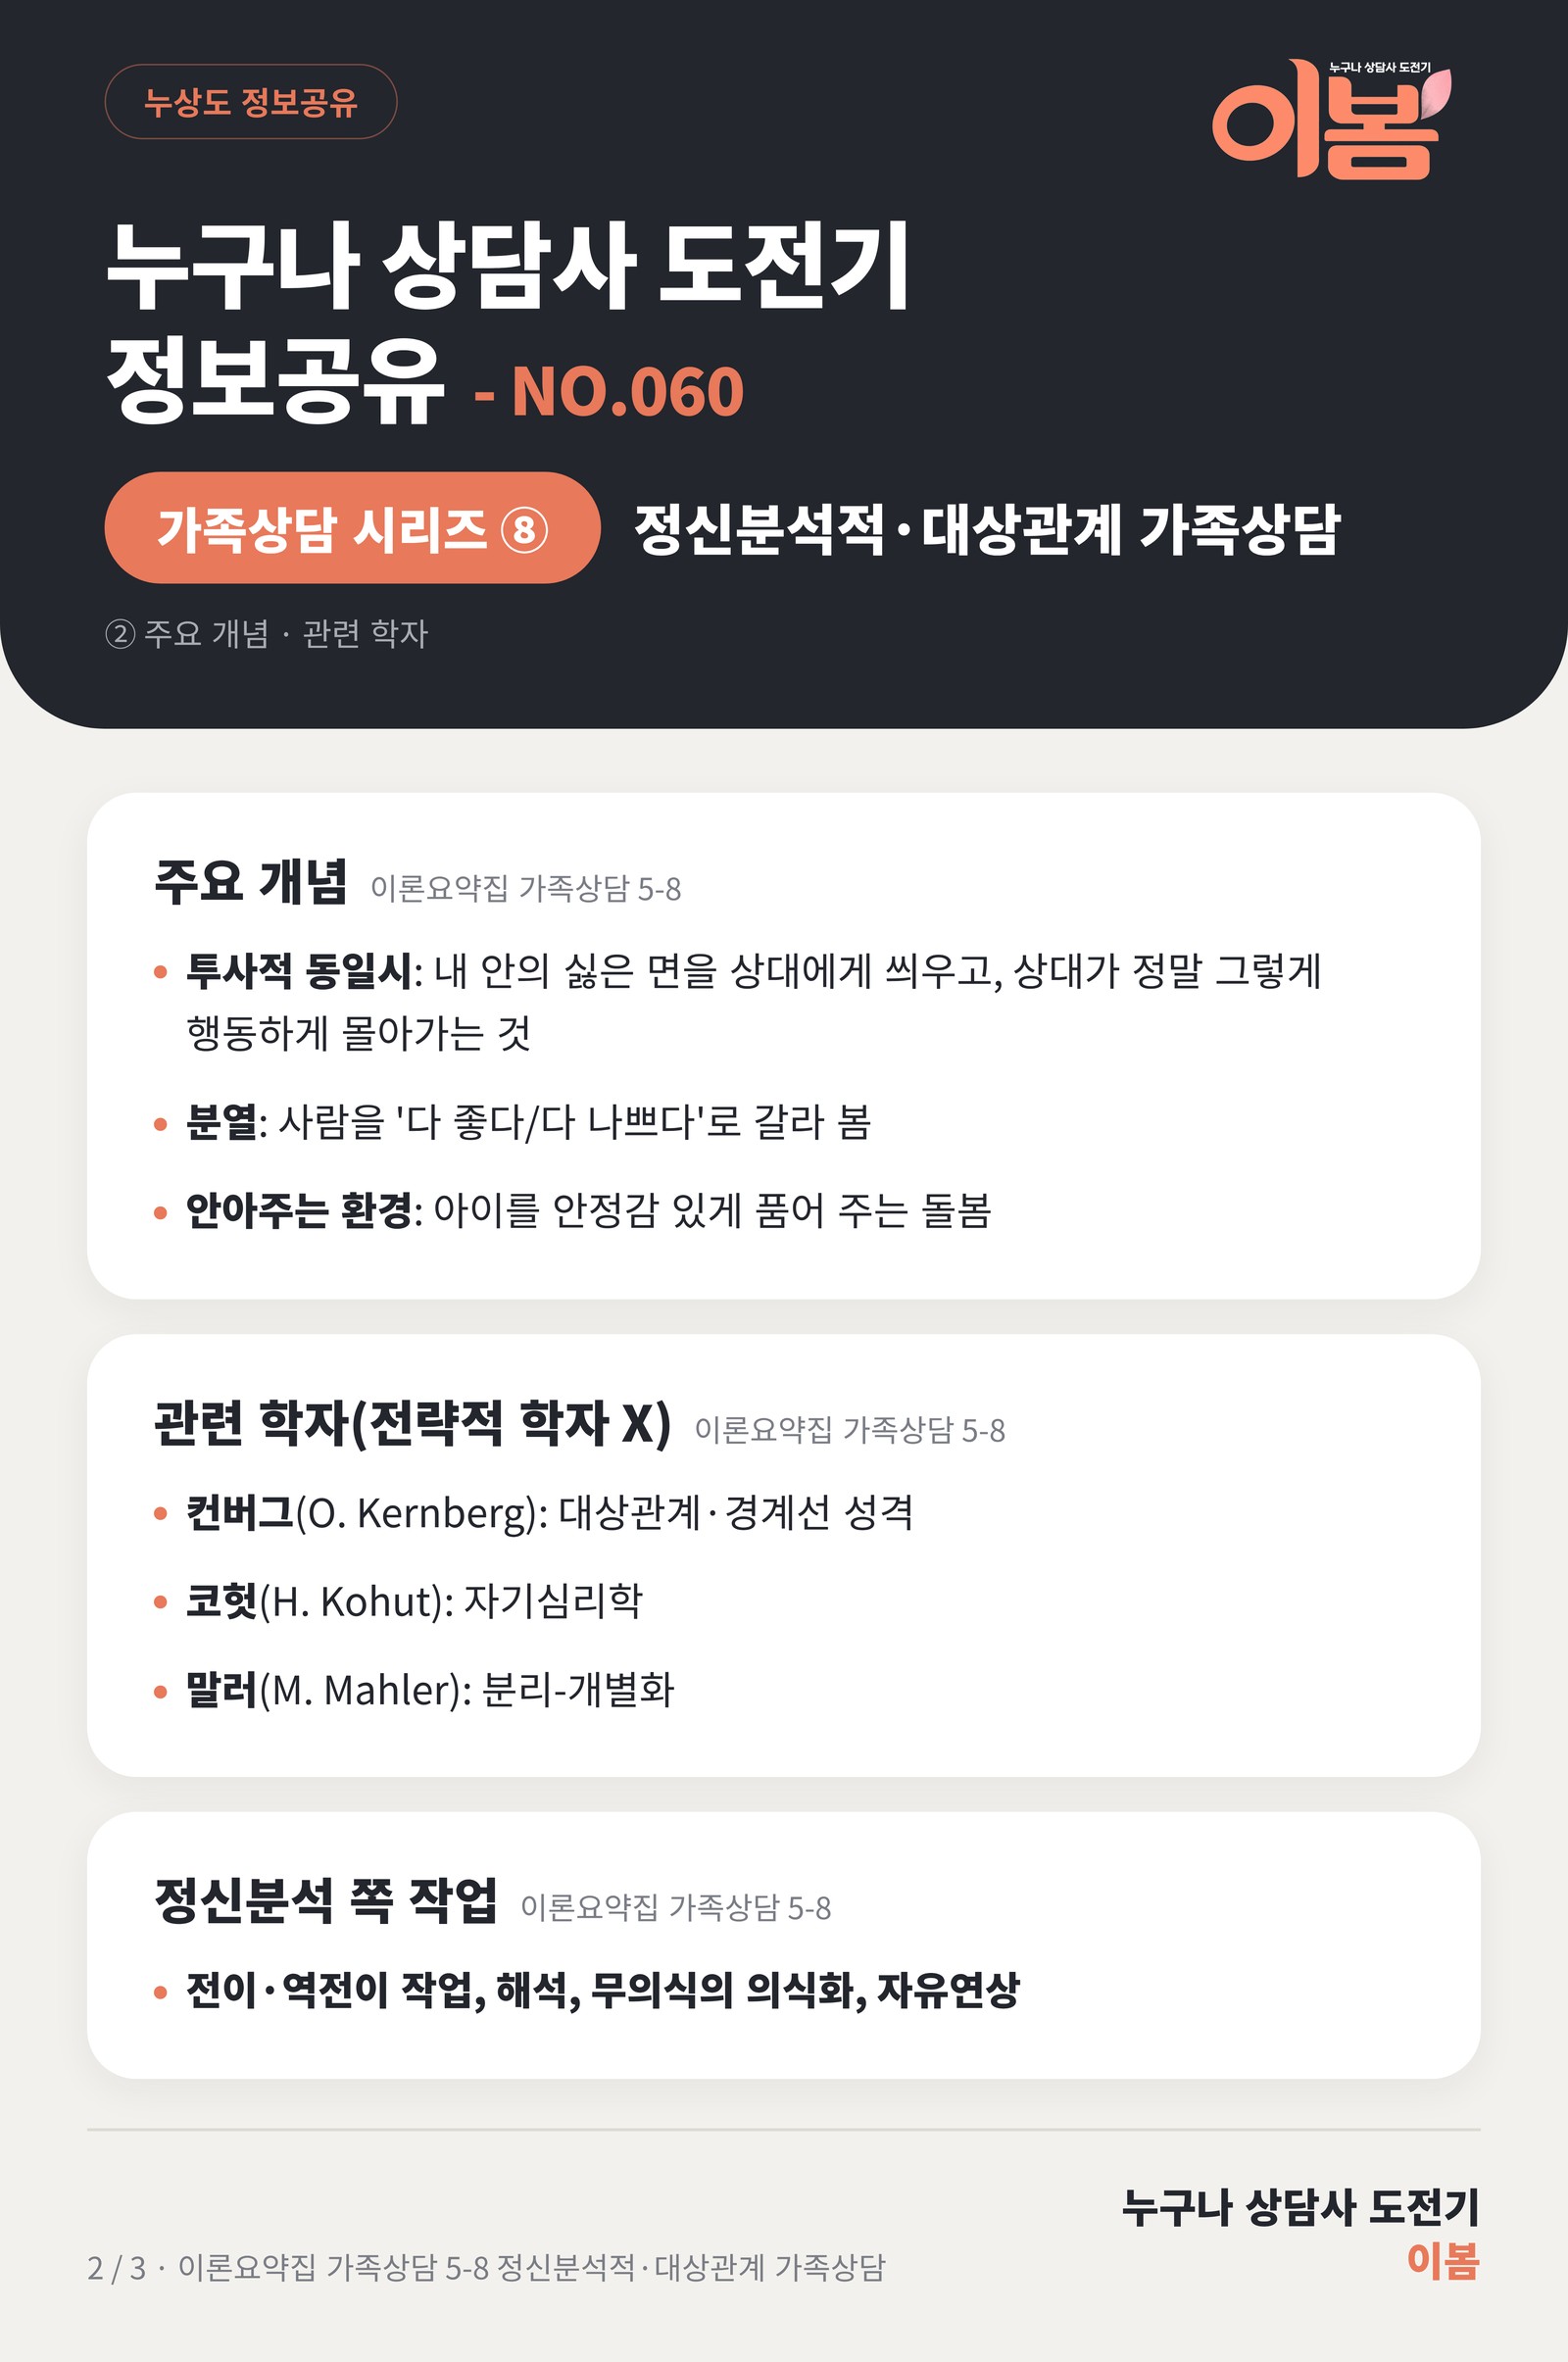 누상도 정보공유
누구나 상담사 도전기
이봄
누구나 상담사 도전기
정보공유 - NO.060
가족상담 시리즈 ⑧ 정신분석적·대상관계 가족상담
② 주요 개념 · 관련 학자
주요 개념 이론요약집 가족상담 5-8
• 투사적 동일시: 내 안의 싫은 면을 상대에게 씌우고, 상대가 정말 그렇게
행동하게 몰아가는 것
• 분열: 사람을 '다 좋다/다 나쁘다'로 갈라 봄
• 안아주는 환경: 아이를 안정감 있게 품어 주는 돌봄
관련 학자(전략적 학자 X) 이론요약집 가족상담 5-8
• 컨버그(O. Kernberg): 대상관계·경계선 성격
• 코헛(H. Kohut): 자기심리학
• 말러(M. Mahler): 분리-개별화
정신분석 쪽 작업 이론요약집 가족상담 5-8
• 전이·역전이 작업, 해석, 무의식의 의식화, 자유연상
누구나 상담사 도전기
2 / 3 · 이론요약집 가족상담 5-8 정신분석적·대상관계 가족상담
이봄